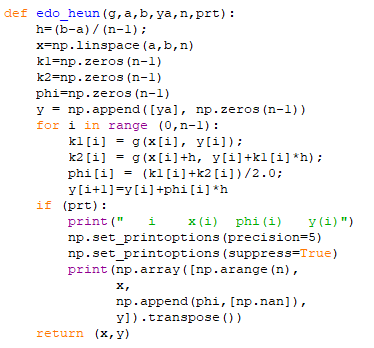 def edo_heun(g,a,b,ya,n,prt):
    h=(b-a)/(n-1);
    x=np.linspace(a,b,n)
    k1=np.zeros(n-1)
    k2=np.zeros(n-1)
    phi=np.zeros(n-1)
    y = np.append([ya], np.zeros(n-1))
    for i in range (0,n-1):
        k1[i] = g(x[i], y[i]);
        k2[i] = g(x[i]+h, y[i]+k1[i]*h);
        phi[i] = (k1[i]+k2[i])/2.0;
        y[i+1]=y[i]+phi[i]*h
    if (prt):
        print("   i    x(i)  phi(i)   y(i)")
        np.set_printoptions(precision=5)
        np.set_printoptions(suppress=True)
        print(np.array([np.arange(n),
              x,
              np.append(phi,[np.nan]),
              y]).transpose())
    return (x,y)